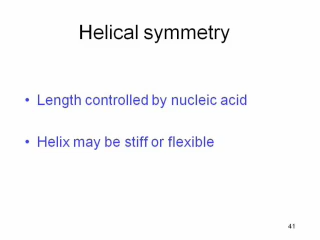 Helical symmetry
• Length controlled by nucleic acid
• Helix may be stiff or flexible
41